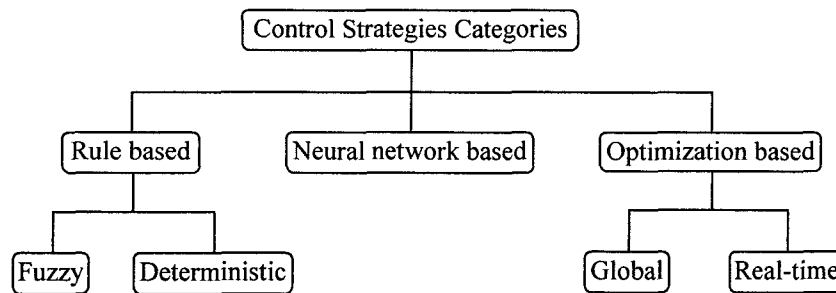 Control Strategies Categories
Rule based
Neural network based
Optimization based
Fuzzy
Deterministic
Global
Real-time